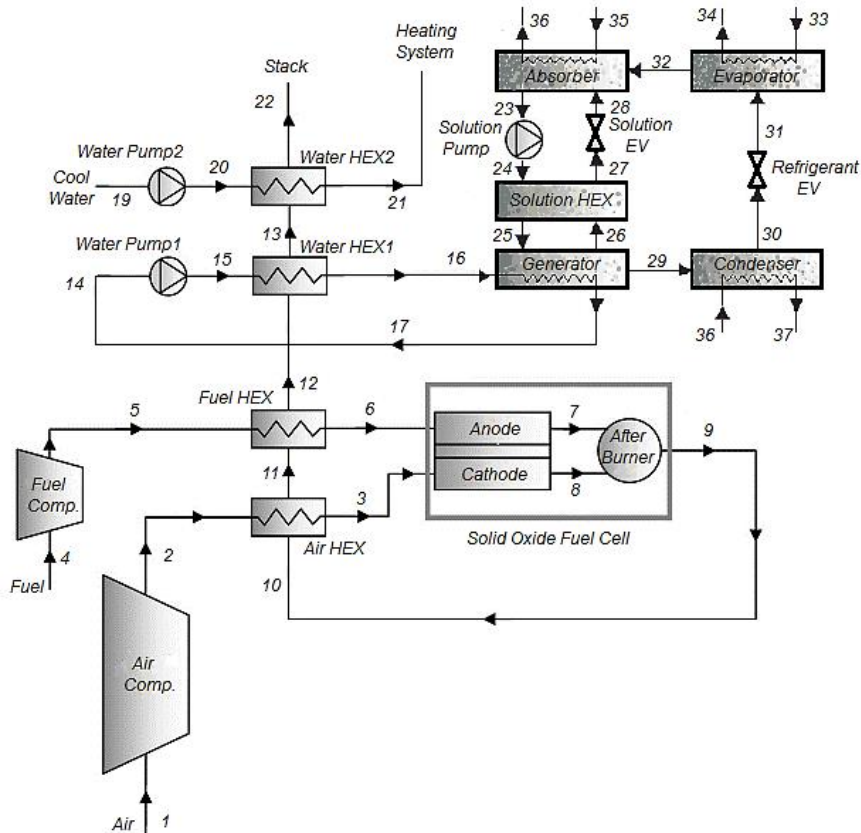 36
35
34
33
Heating
System
Absorber
32
Evaporator
Stack
22
23
28
Solution
Pump
Solution
EV
31
Water Pump2
20
Water HEX2
Refrigerant
EV
Cool
Water
19
21
24
27
Solution HEX
13
Water HEX1
25
26
30
Water Pump1
15
16
Generator
29
Condenser
14
17
36
37
12
Fuel HEX
5
6
Anode
7
After
Burner
9
11
Cathode
8
Fuel
Comp.
3
Solid Oxide Fuel Cell
2
Air HEX
4
Fuel
10
Air
Comp.
Air
1